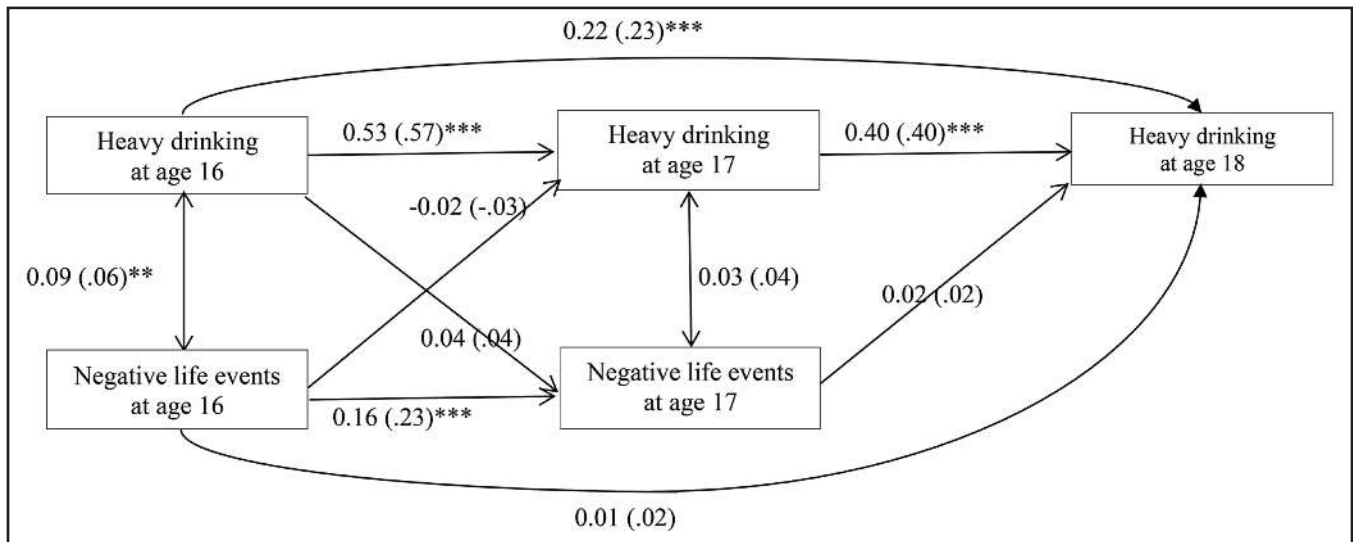 0.22 (.23)***
Heavy drinking
at age 16
0.53 (.57)***
Heavy drinking
at age 17
0.40 (.40)***
Heavy drinking
at age 18
-0.02 (-.03)
0.09 (.06)**
0.03 (.04)
0.02 (.02)
0.04 (.04)
Negative life events
at age 16
0.16 (.23)***
Negative life events
at age 17
0.01 (.02)